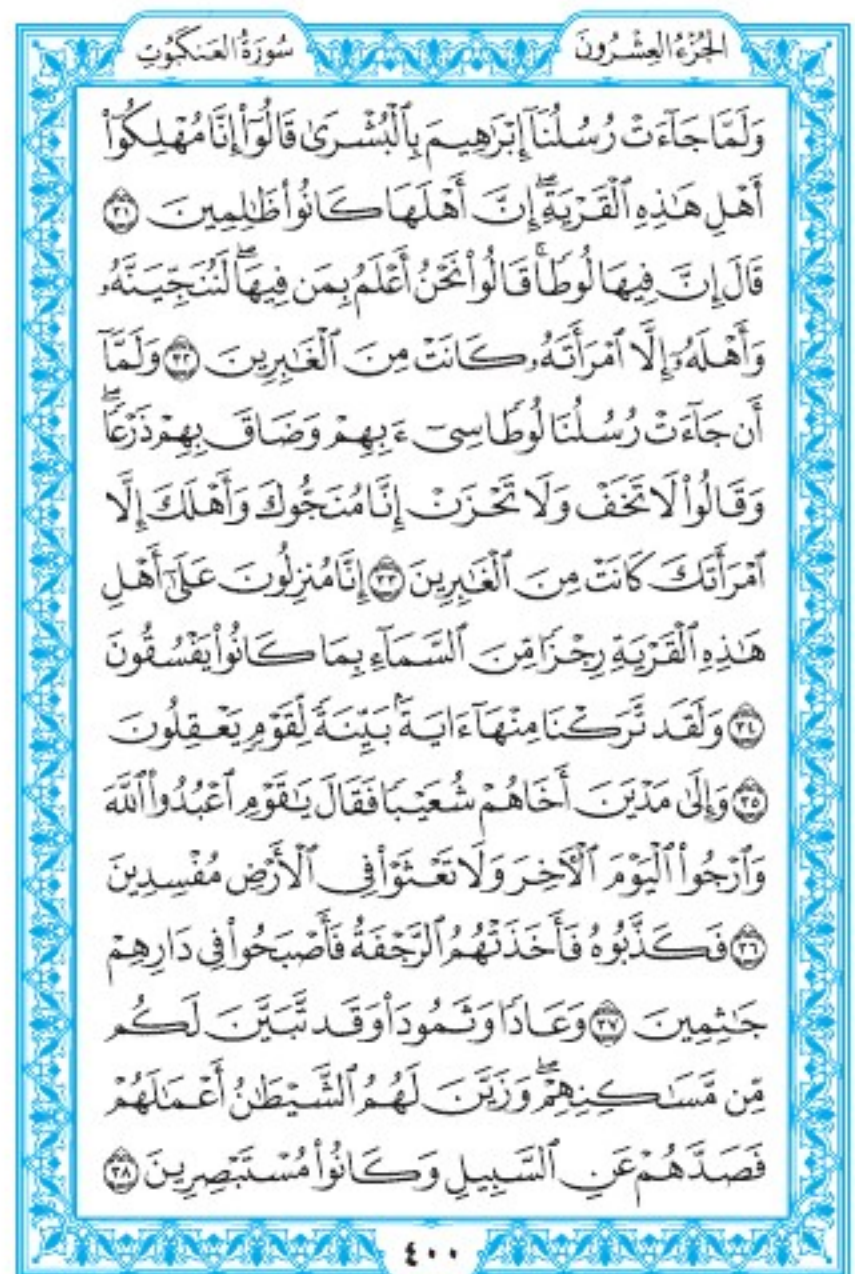 الجُزْءُ العِشْرُونَ
سُورَةُ العَنكَبُوتِ
وَلَمَّا جَآءَتْ رُسُلُنَآ إِبْرَٰهِيمَ بِٱلْبُشْرَىٰ قَالُوٓا۟ إِنَّا مُهْلِكُوٓا۟
أَهْلِ هَٰذِهِ ٱلْقَرْيَةِ ۖ إِنَّ أَهْلَهَا كَانُوا۟ ظَٰلِمِينَ ٣١
قَالَ إِنَّ فِيهَا لُوطًا ۚ قَالُوا۟ نَحْنُ أَعْلَمُ بِمَن فِيهَا ۖ لَنُنَجِّيَنَّهُۥ
وَأَهْلَهُۥٓ إِلَّا ٱمْرَأَتَهُۥ كَانَتْ مِنَ ٱلْغَٰبِرِينَ ٣٢ وَلَمَّآ
أَن جَآءَتْ رُسُلُنَا لُوطًا سِىٓءَ بِهِمْ وَضَاقَ بِهِمْ ذَرْعًا ۖ
وَقَالُوا۟ لَا تَخَفْ وَلَا تَحْزَنْ إِنَّا مُنَجُّوكَ وَأَهْلَكَ إِلَّا
ٱمْرَأَتَكَ كَانَتْ مِنَ ٱلْغَٰبِرِينَ ٣٣ إِنَّا مُنزِلُونَ عَلَىٰٓ أَهْلِ
هَٰذِهِ ٱلْقَرْيَةِ رِجْزًا مِّنَ ٱلسَّمَآءِ بِمَا كَانُوا۟ يَفْسُقُونَ
٣٤ وَلَقَد تَّرَكْنَا مِنْهَآ ءَايَةًۢ بَيِّنَةً لِّقَوْمٍ يَعْقِلُونَ
٣٥ وَإِلَىٰ مَدْيَنَ أَخَاهُمْ شُعَيْبًا فَقَالَ يَٰقَوْمِ ٱعْبُدُوا۟ ٱللَّهَ
وَٱرْجُوا۟ ٱلْيَوْمَ ٱلْءَاخِرَ وَلَا تَعْثَوْا۟ فِى ٱلْأَرْضِ مُفْسِدِينَ
٣٦ فَكَذَّبُوهُ فَأَخَذَتْهُمُ ٱلرَّجْفَةُ فَأَصْبَحُوا۟ فِى دَارِهِمْ
جَٰثِمِينَ ٣٧ وَعَادًا وَثَمُودَا۟ وَقَد تَّبَيَّنَ لَكُم
مِّن مَّسَٰكِنِهِمْ ۖ وَزَيَّنَ لَهُمُ ٱلشَّيْطَٰنُ أَعْمَٰلَهُمْ
فَصَدَّهُمْ عَنِ ٱلسَّبِيلِ وَكَانُوا۟ مُسْتَبْصِرِينَ ٣٨
٤٠٠